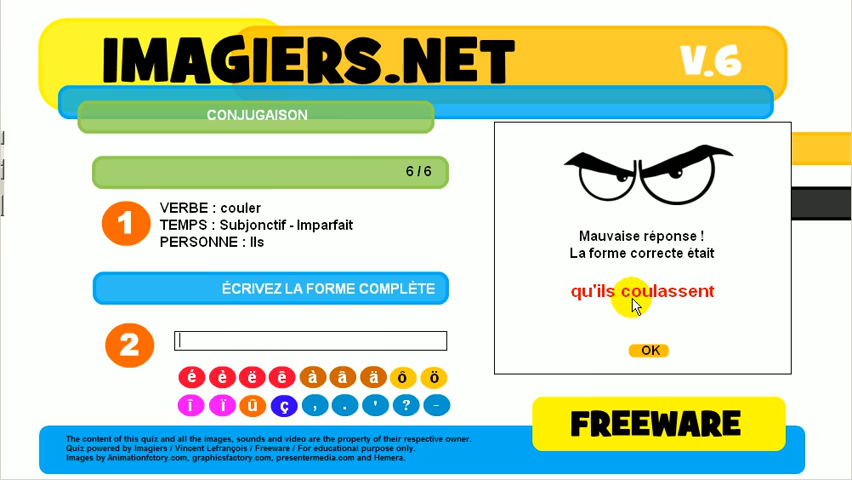 IMAGIERS.NET
V.6
CONJUGAISON
6 / 6
1
VERBE : couler
TEMPS : Subjonctif - Imparfait
PERSONNE : Ils
ÉCRIVEZ LA FORME COMPLÈTE
2
é è ë ê à â ä ô ö
î ï û ç , . ' ? -
Mauvaise réponse !
La forme correcte était
qu'ils coulassent
OK
FREEWARE
The content of this quiz and all the images, sounds and video are the property of their respective owner.
Quiz powered by Imagiers / Vincent Lefrançois / Freeware / For educational purpose only.
Images by Animationfctory.com, graphicsfactory.com, presentermedia.com and Hemera.